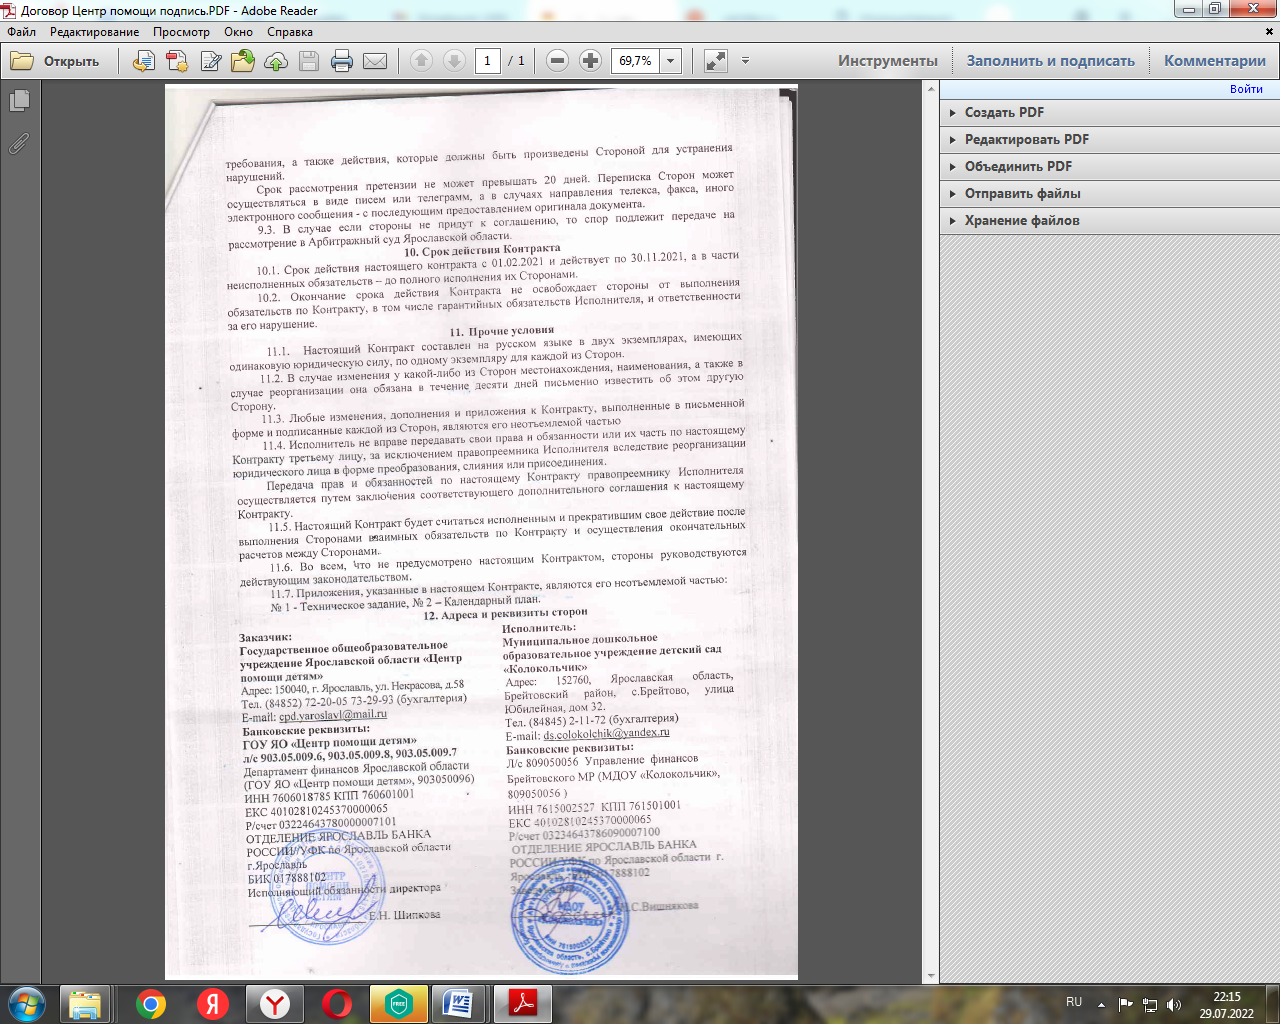 Договор Центр помощи подпись.PDF - Adobe Reader
Файл Редактирование Просмотр Окно Справка
Открыть 1 / 1 69,7% Инструменты Заполнить и подписать Комментарии
Войти
Создать PDF
Редактировать PDF
Объединить PDF
Отправить файлы
Хранение файлов
требования, а также действия, которые должны быть произведены Стороной для устранения
нарушений.
Срок рассмотрения претензии не может превышать 20 дней. Переписка Сторон может
осуществляться в виде писем или телеграмм, а в случаях направления телекса, факса, иного
электронного сообщения - с последующим предоставлением оригинала документа.
9.3. В случае если стороны не придут к соглашению, то спор подлежит передаче на
рассмотрение в Арбитражный суд Ярославской области.
10. Срок действия Контракта
10.1. Срок действия настоящего контракта с 01.02.2021 и действует по 30.11.2021, а в части
неисполненных обязательств – до полного исполнения их Сторонами.
10.2. Окончание срока действия Контракта не освобождает стороны от выполнения
обязательств по Контракту, в том числе гарантийных обязательств Исполнителя, и ответственности
за его нарушение.
11. Прочие условия
11.1. Настоящий Контракт составлен на русском языке в двух экземплярах, имеющих
одинаковую юридическую силу, по одному экземпляру для каждой из Сторон.
11.2. В случае изменения у какой-либо из Сторон местонахождения, наименования, а также в
случае реорганизации она обязана в течение десяти дней письменно известить об этом другую
Сторону.
11.3. Любые изменения, дополнения и приложения к Контракту, выполненные в письменной
форме и подписанные каждой из Сторон, являются его неотъемлемой частью
11.4. Исполнитель не вправе передавать свои права и обязанности или их часть по настоящему
Контракту третьему лицу, за исключением правопреемника Исполнителя вследствие реорганизации
юридического лица в форме преобразования, слияния или присоединения.
Передача прав и обязанностей по настоящему Контракту правопреемнику Исполнителя
осуществляется путем заключения соответствующего дополнительного соглашения к настоящему
Контракту.
11.5. Настоящий Контракт будет считаться исполненным и прекратившим свое действие после
выполнения Сторонами взаимных обязательств по Контракту и осуществления окончательных
расчетов между Сторонами.
11.6. Во всем, что не предусмотрено настоящим Контрактом, стороны руководствуются
действующим законодательством.
11.7. Приложения, указанные в настоящем Контракте, являются его неотъемлемой частью:
№ 1 - Техническое задание, № 2 – Календарный план.
12. Адреса и реквизиты сторон
Заказчик:
Государственное общеобразовательное
учреждение Ярославской области «Центр
помощи детям»
Адрес: 150040, г. Ярославль, ул. Некрасова, д.58
Тел. (84852) 72-20-05 73-29-93 (бухгалтерия)
E-mail: cpd.yaroslavl@mail.ru
Банковские реквизиты:
ГОУ ЯО «Центр помощи детям»
л/с 903.05.009.6, 903.05.009.8, 903.05.009.7
Департамент финансов Ярославской области
(ГОУ ЯО «Центр помощи детям», 903050096)
ИНН 7606018785 КПП 760601001
ЕКС 40102810245370000065
Р/счет 03224643780000007101
ОТДЕЛЕНИЕ ЯРОСЛАВЛЬ БАНКА
РОССИИ//УФК по Ярославской области
г.Ярославль
БИК 017888102
Исполняющий обязанности директора
Е.Н. Шипкова
Исполнитель:
Муниципальное дошкольное
образовательное учреждение детский сад
«Колокольчик»
Адрес: 152760, Ярославская область,
Брейтовский район, с.Брейтово, улица
Юбилейная, дом 32.
Тел. (84845) 2-11-72 (бухгалтерия)
E-mail: ds.colokolchik@yandex.ru
Банковские реквизиты:
Л/с 809050056 Управление финансов
Брейтовского МР (МДОУ «Колокольчик»,
809050056 )
ИНН 7615002527 КПП 761501001
ЕКС 40102810245370000065
Р/счет 03234643786090007100
ОТДЕЛЕНИЕ ЯРОСЛАВЛЬ БАНКА
РОССИИ/УФК по Ярославской области г.
017888102
С.Вишнякова
ЦЕНТР
ПОМОЩИ
ДЕТЯМ
МДОУ
Колокольчик
ИНН 7615002527
RU 22:15
29.07.2022